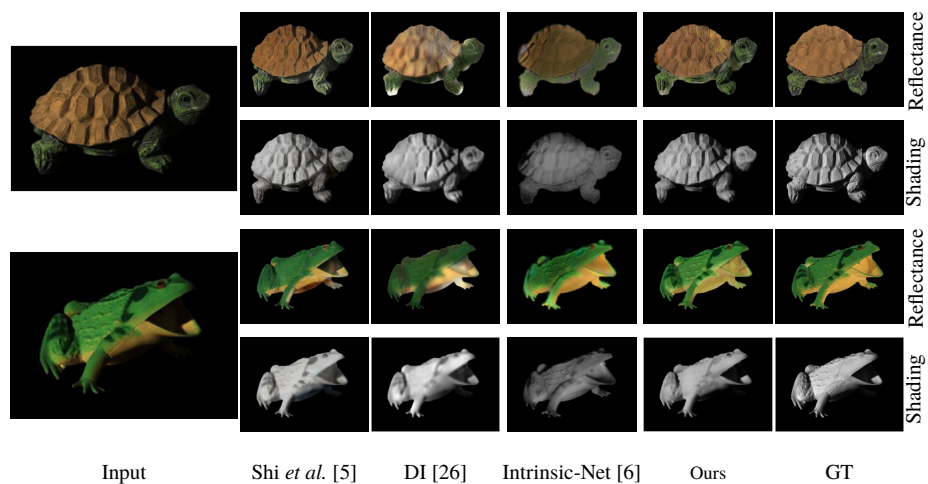 Reflectance
Shading
Reflectance
Shading
Input
Shi et al. [5]
DI [26]
Intrinsic-Net [6]
Ours
GT